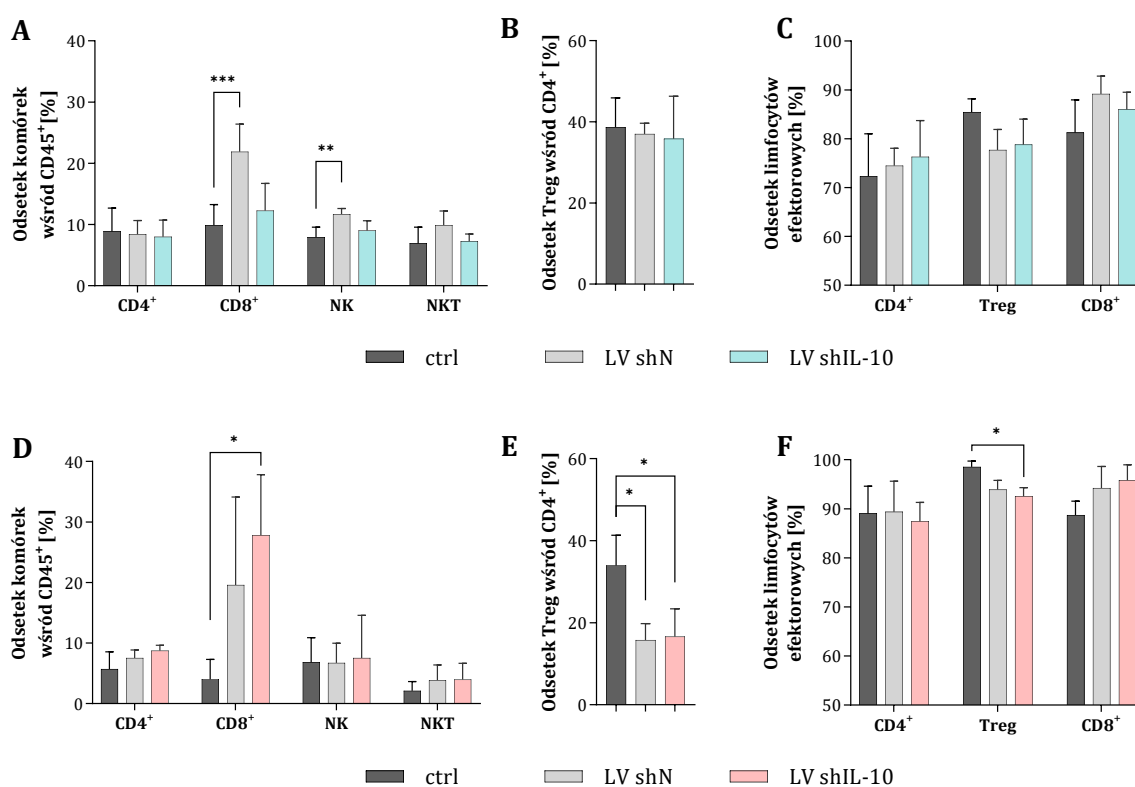 A
Odsetek komórek
wśród CD45⁺[%]
40
30
20
10
0
***
**
CD4⁺
CD8⁺
NK
NKT
B
Odsetek Treg wśród CD4⁺ [%]
60
40
20
0
C
Odsetek limfocytów
efektorowych [%]
100
90
80
70
60
50
CD4⁺
Treg
CD8⁺
ctrl
LV shN
LV shIL-10
D
Odsetek komórek
wśród CD45⁺ [%]
40
30
20
10
0
*
CD4⁺
CD8⁺
NK
NKT
E
Odsetek Treg wśród CD4⁺ [%]
60
40
20
0
*
*
F
Odsetek limfocytów
efektorowych [%]
100
90
80
70
60
50
*
CD4⁺
Treg
CD8⁺
ctrl
LV shN
LV shIL-10